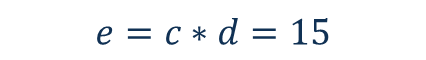 e = c * d = 15